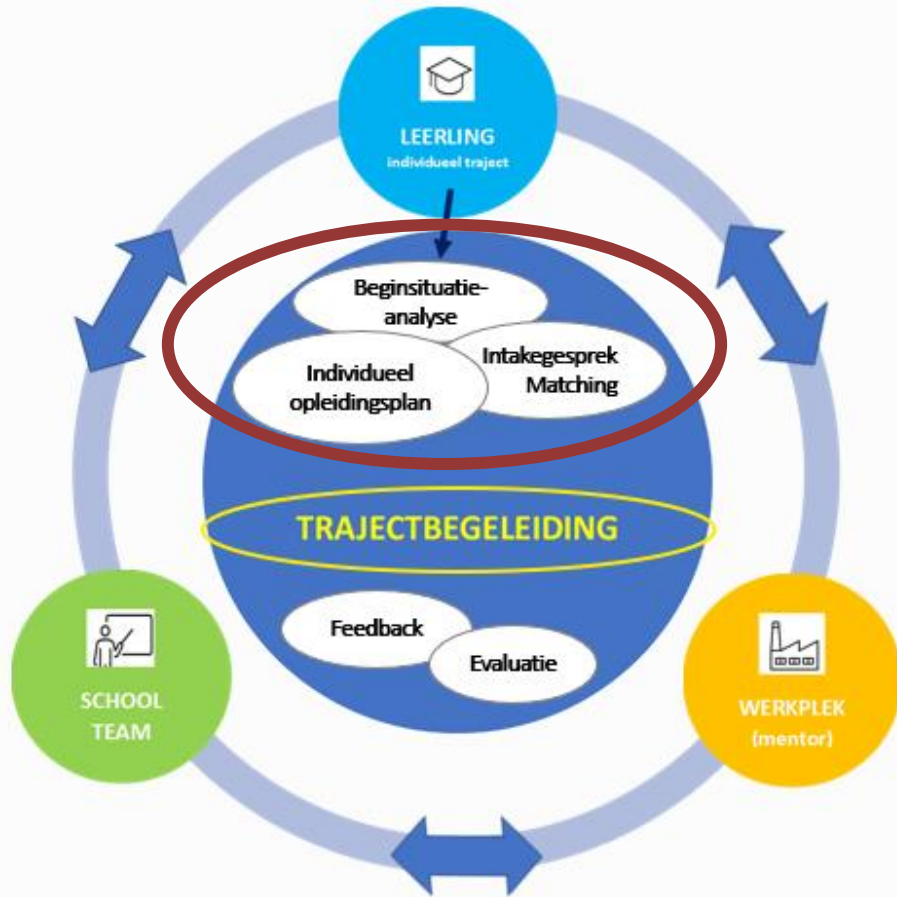 LEERLING
individueel traject
Beginsituatie-
analyse
Intakegesprek
Matching
Individueel
opleidingsplan
TRAJECTBEGELEIDING
Feedback
Evaluatie
SCHOOL
TEAM
WERKPLEK
(mentor)